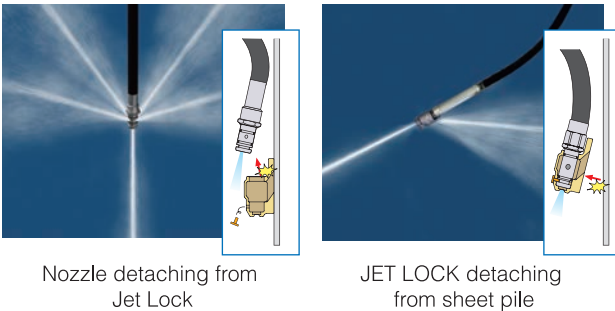 Nozzle detaching from
Jet Lock
JET LOCK detaching
from sheet pile